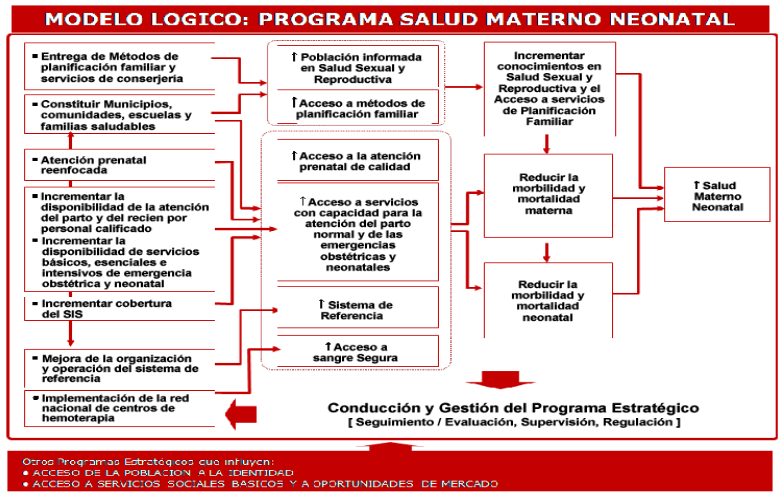 MODELO LOGICO: PROGRAMA SALUD MATERNO NEONATAL
▪ Entrega de Métodos de
planificación familiar y
servicios de conserjería
▪ Constituir Municipios,
comunidades, escuelas y
familias saludables
▪ Atención prenatal
reenfocada
▪ Incrementar la
disponibilidad de la atención
del parto y del recien por
personal calificado
▪ Incrementar la
disponibilidad de servicios
básicos, esenciales e
intensivos de emergencia
obstétrica y neonatal
▪ Incrementar cobertura
del SIS
▪ Mejora de la organización
y operación del sistema de
referencia
▪ Implementación de la red
nacional de centros de
hemoterapia
↑ Población informada
en Salud Sexual y
Reproductiva
↑ Acceso a métodos de
planificación familiar
↑ Acceso a la atención
prenatal de calidad
↑ Acceso a servicios
con capacidad para la
atención del parto
normal y de las
emergencias
obstétricas y
neonatales
↑ Sistema de
Referencia
↑ Acceso a
sangre Segura
Incrementar
conocimientos en
Salud Sexual y
Reproductiva y el
Acceso a servicios
de Planificación
Familiar
Reducir la
morbilidad y
mortalidad
materna
Reducir la
morbilidad y
mortalidad
neonatal
↑ Salud
Materno
Neonatal
Conducción y Gestión del Programa Estratégico
[ Seguimiento / Evaluación, Supervisión, Regulación ]
Otros Programas Estratégicos que influyen:
● ACCESO DE LA POBLACION A LA IDENTIDAD
● ACCESO A SERVICIOS SOCIALES BASICOS Y A OPORTUNIDADES DE MERCADO